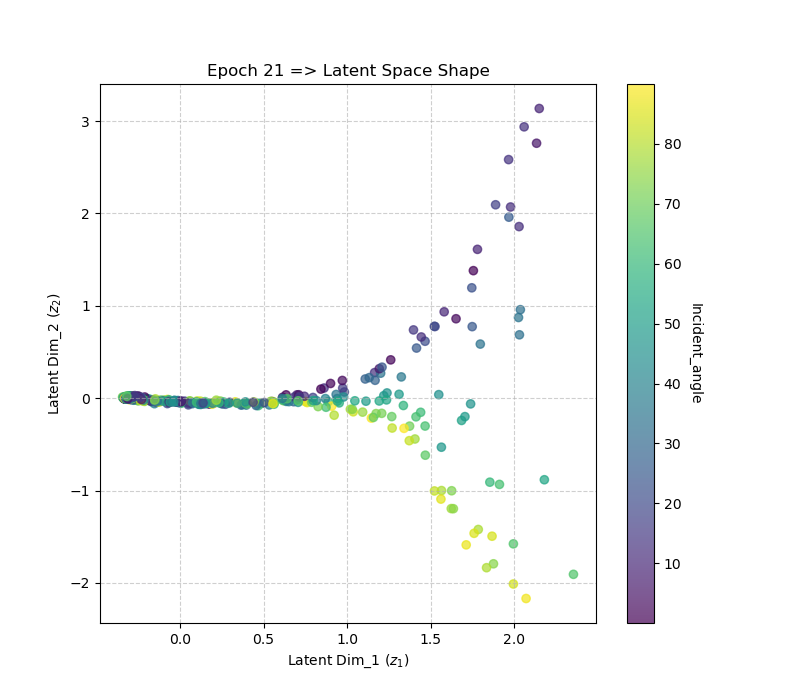 Epoch 21 => Latent Space Shape
3
2
1
0
−1
−2
Latent Dim_2 (z₂)
0.0 0.5 1.0 1.5 2.0
Latent Dim_1 (z₁)
80
70
60
50
40
30
20
10
Incident_angle